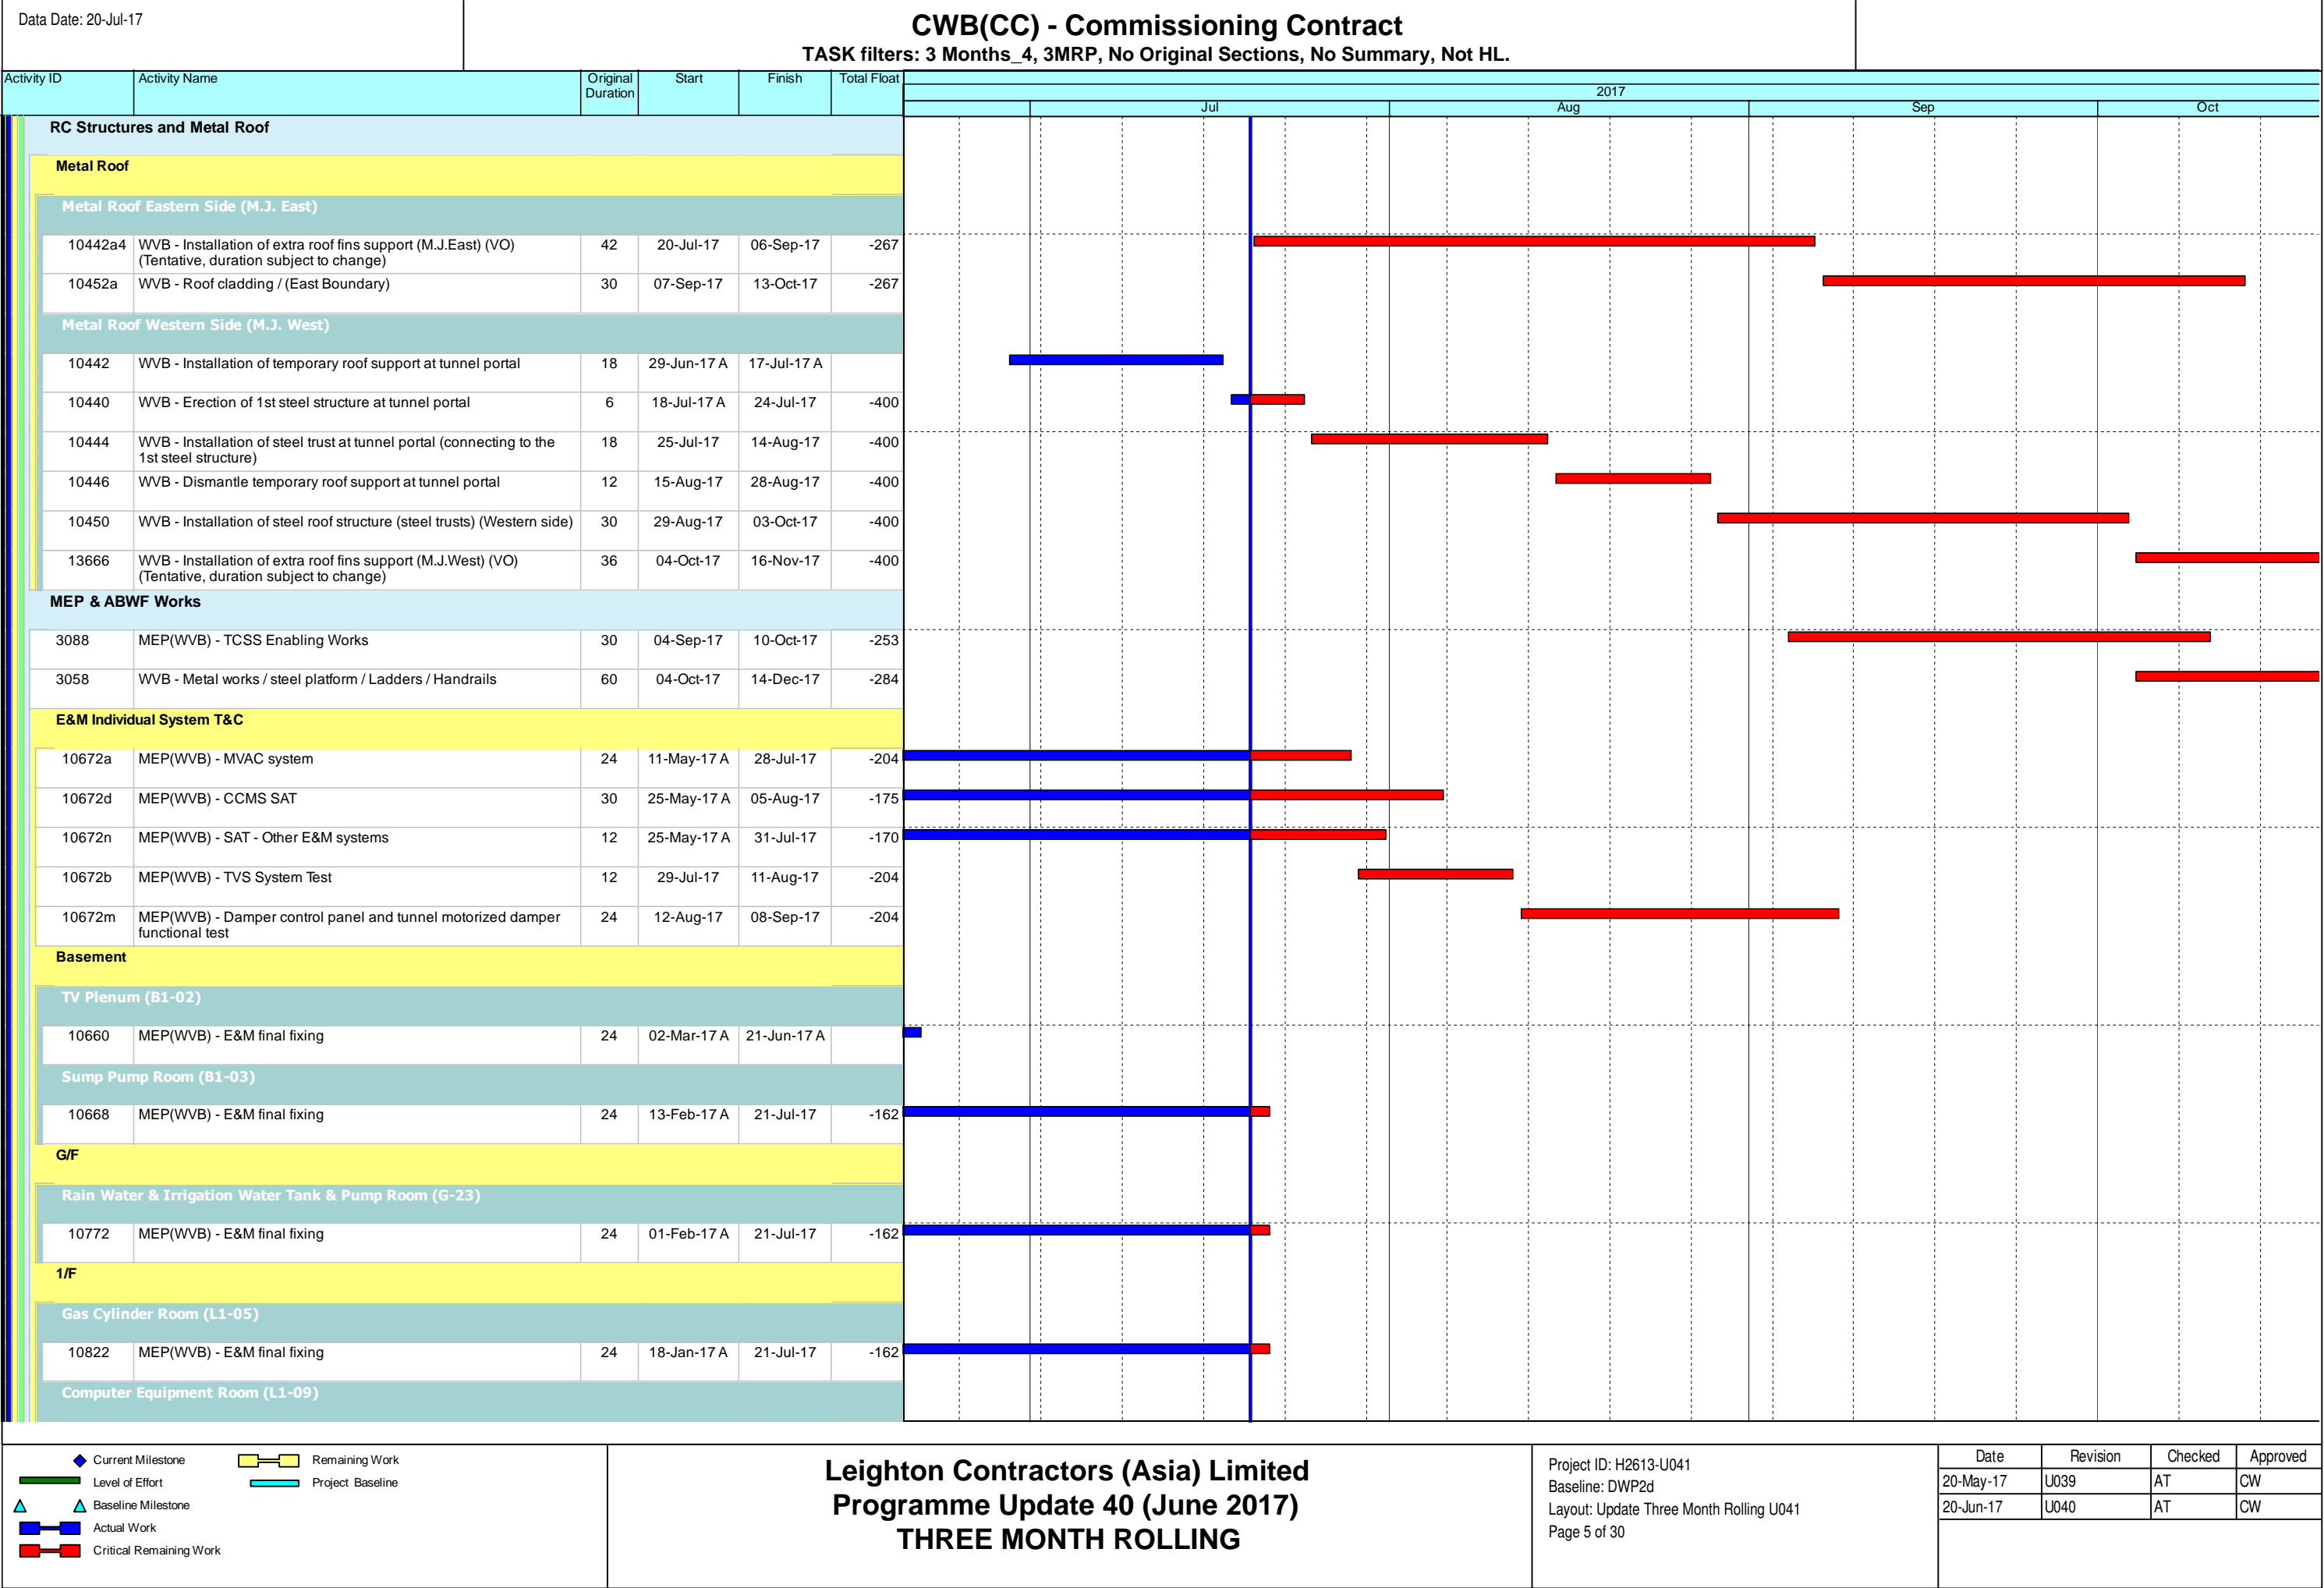 Data Date: 20-Jul-17
CWB(CC) - Commissioning Contract
TASK filters: 3 Months_4, 3MRP, No Original Sections, No Summary, Not HL.
Activity ID Activity Name Original Duration Start Finish Total Float
2017
Jul Aug Sep Oct
RC Structures and Metal Roof
Metal Roof
Metal Roof Eastern Side (M.J. East)
10442a4 WVB - Installation of extra roof fins support (M.J.East) (VO) 42 20-Jul-17 06-Sep-17 -267
(Tentative, duration subject to change)
10452a WVB - Roof cladding / (East Boundary) 30 07-Sep-17 13-Oct-17 -267
Metal Roof Western Side (M.J. West)
10442 WVB - Installation of temporary roof support at tunnel portal 18 29-Jun-17 A 17-Jul-17 A
10440 WVB - Erection of 1st steel structure at tunnel portal 6 18-Jul-17 A 24-Jul-17 -400
10444 WVB - Installation of steel trust at tunnel portal (connecting to the 18 25-Jul-17 14-Aug-17 -400
1st steel structure)
10446 WVB - Dismantle temporary roof support at tunnel portal 12 15-Aug-17 28-Aug-17 -400
10450 WVB - Installation of steel roof structure (steel trusts) (Western side) 30 29-Aug-17 03-Oct-17 -400
13666 WVB - Installation of extra roof fins support (M.J.West) (VO) 36 04-Oct-17 16-Nov-17 -400
(Tentative, duration subject to change)
MEP & ABWF Works
3088 MEP(WVB) - TCSS Enabling Works 30 04-Sep-17 10-Oct-17 -253
3058 WVB - Metal works / steel platform / Ladders / Handrails 60 04-Oct-17 14-Dec-17 -284
E&M Individual System T&C
10672a MEP(WVB) - MVAC system 24 11-May-17 A 28-Jul-17 -204
10672d MEP(WVB) - CCMS SAT 30 25-May-17 A 05-Aug-17 -175
10672n MEP(WVB) - SAT - Other E&M systems 12 25-May-17 A 31-Jul-17 -170
10672b MEP(WVB) - TVS System Test 12 29-Jul-17 11-Aug-17 -204
10672m MEP(WVB) - Damper control panel and tunnel motorized damper 24 12-Aug-17 08-Sep-17 -204
functional test
Basement
TV Plenum (B1-02)
10660 MEP(WVB) - E&M final fixing 24 02-Mar-17 A 21-Jun-17 A
Sump Pump Room (B1-03)
10668 MEP(WVB) - E&M final fixing 24 13-Feb-17 A 21-Jul-17 -162
G/F
Rain Water & Irrigation Water Tank & Pump Room (G-23)
10772 MEP(WVB) - E&M final fixing 24 01-Feb-17 A 21-Jul-17 -162
1/F
Gas Cylinder Room (L1-05)
10822 MEP(WVB) - E&M final fixing 24 18-Jan-17 A 21-Jul-17 -162
Computer Equipment Room (L1-09)
Current Milestone
Level of Effort
Baseline Milestone
Actual Work
Critical Remaining Work
Remaining Work
Project Baseline
Leighton Contractors (Asia) Limited
Programme Update 40 (June 2017)
THREE MONTH ROLLING
Project ID: H2613-U041
Baseline: DWP2d
Layout: Update Three Month Rolling U041
Page 5 of 30
Date Revision Checked Approved
20-May-17 U039 AT CW
20-Jun-17 U040 AT CW